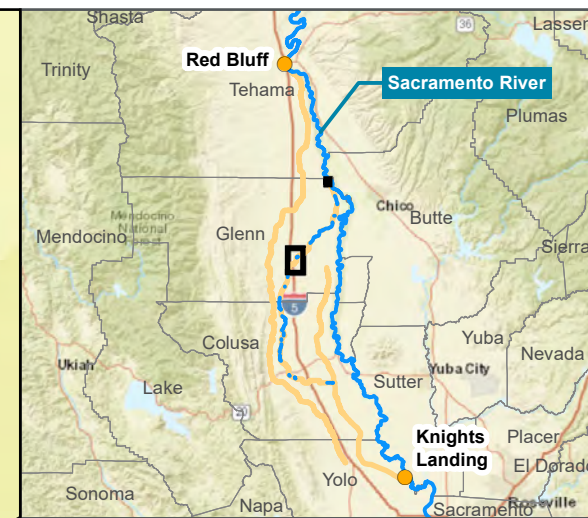 Shasta
36
Lassen
Trinity
Red Bluff
Tehama
Sacramento River
Plumas
Mendocino
National
Forest
Chico
Butte
Mendocino
Glenn
Sierra
5
Colusa
Yuba
Nevada
Ukiah
Yuba City
Lake
Sutter
20
Knights
Landing
Placer
El Dorado
Yolo
Sonoma
Napa
Sacramento
Roseville